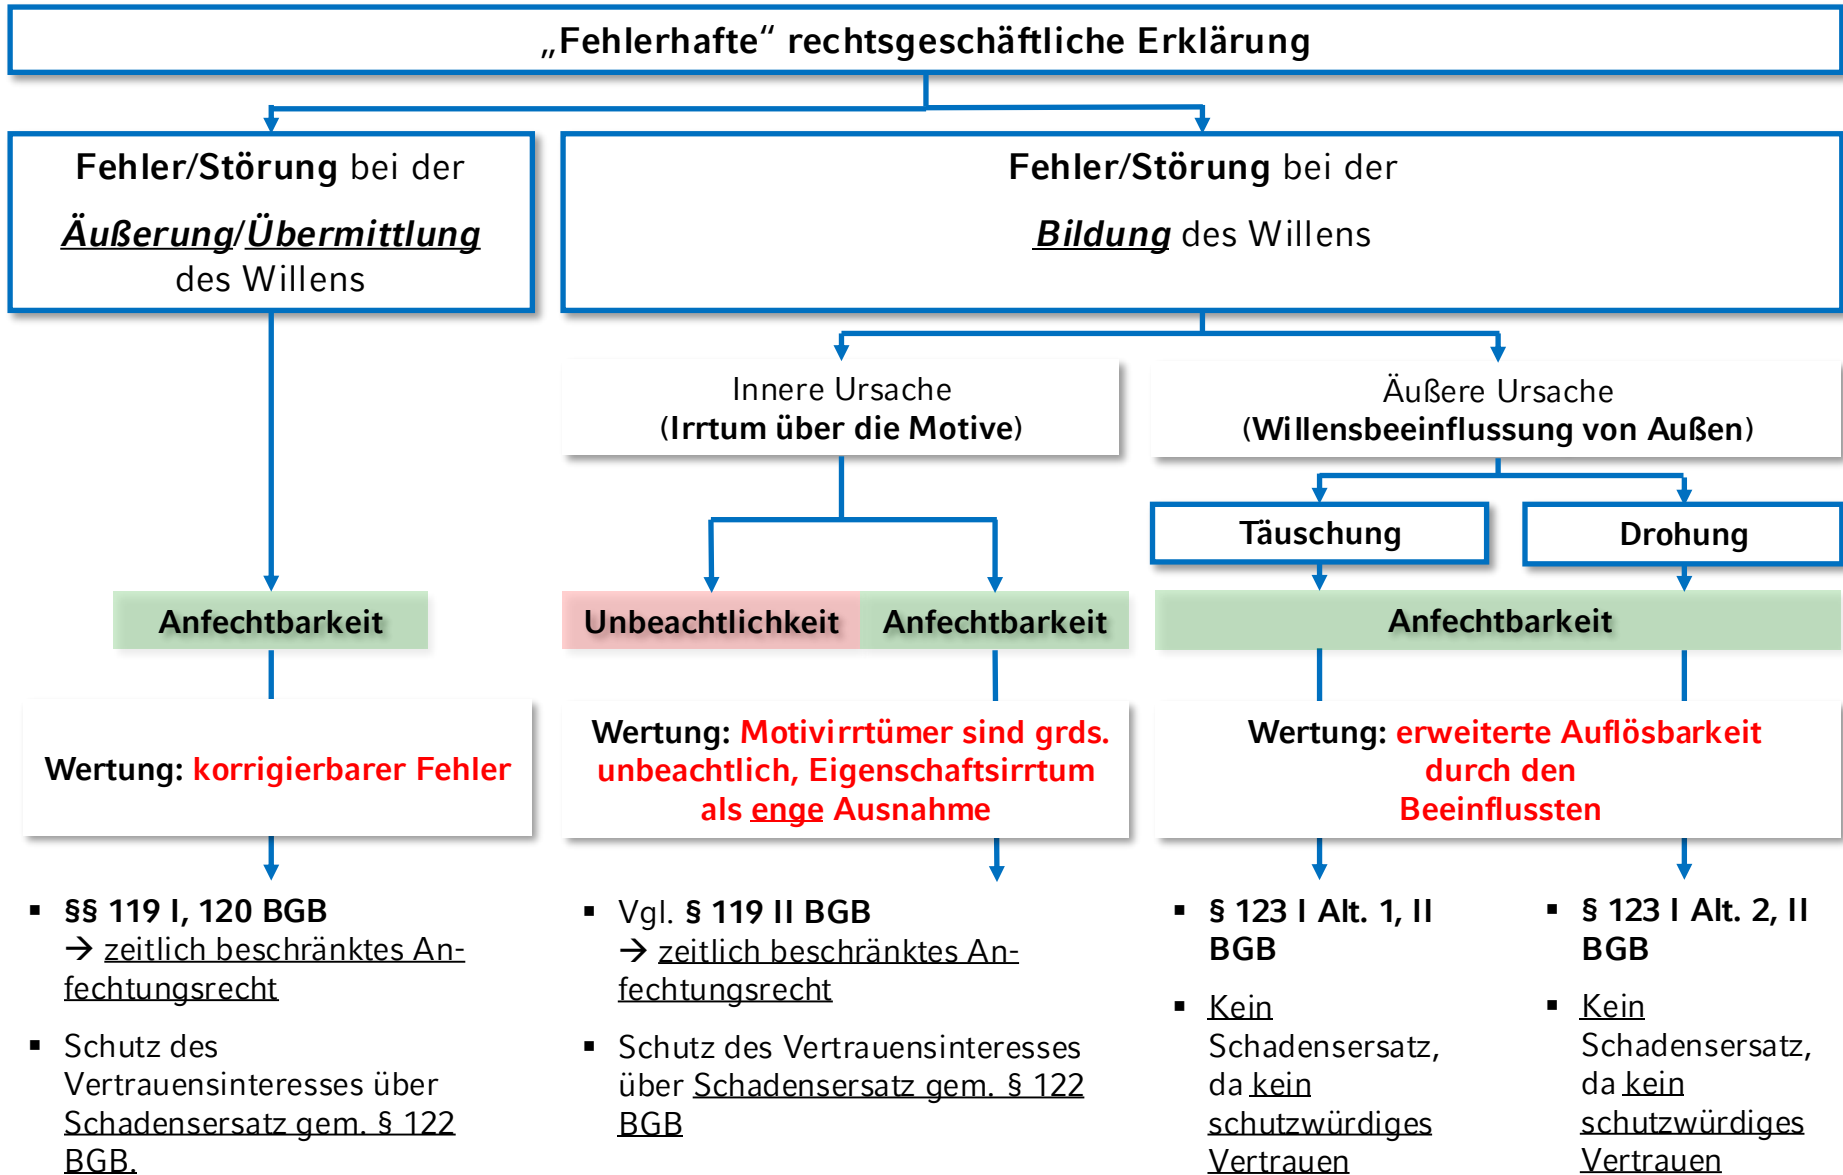 „Fehlerhafte“ rechtsgeschäftliche Erklärung
Fehler/Störung bei der
Äußerung/Übermittlung
des Willens
Fehler/Störung bei der
Bildung des Willens
Innere Ursache
(Irrtum über die Motive)
Äußere Ursache
(Willensbeeinflussung von Außen)
Täuschung
Drohung
Anfechtbarkeit
Unbeachtlichkeit
Anfechtbarkeit
Anfechtbarkeit
Wertung: korrigierbarer Fehler
Wertung: Motivirrtümer sind grds.
unbeachtlich, Eigenschaftsirrtum
als enge Ausnahme
Wertung: erweiterte Auflösbarkeit
durch den
Beeinflussten
▪ §§ 119 I, 120 BGB
→ zeitlich beschränktes An-
fechtungsrecht
▪ Schutz des
Vertrauensinteresses über
Schadensersatz gem. § 122
BGB.
▪ Vgl. § 119 II BGB
→ zeitlich beschränktes An-
fechtungsrecht
▪ Schutz des Vertrauensinteresses
über Schadensersatz gem. § 122
BGB
▪ § 123 I Alt. 1, II
BGB
▪ Kein
Schadensersatz,
da kein
schutzwürdiges
Vertrauen
▪ § 123 I Alt. 2, II
BGB
▪ Kein
Schadensersatz,
da kein
schutzwürdiges
Vertrauen